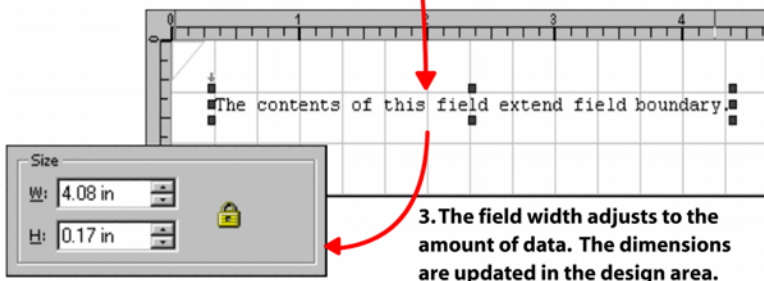 0 1 2 3 4
The contents of this field extend field boundary.
Size
W: 4.08 in
H: 0.17 in
3. The field width adjusts to the
amount of data. The dimensions
are updated in the design area.